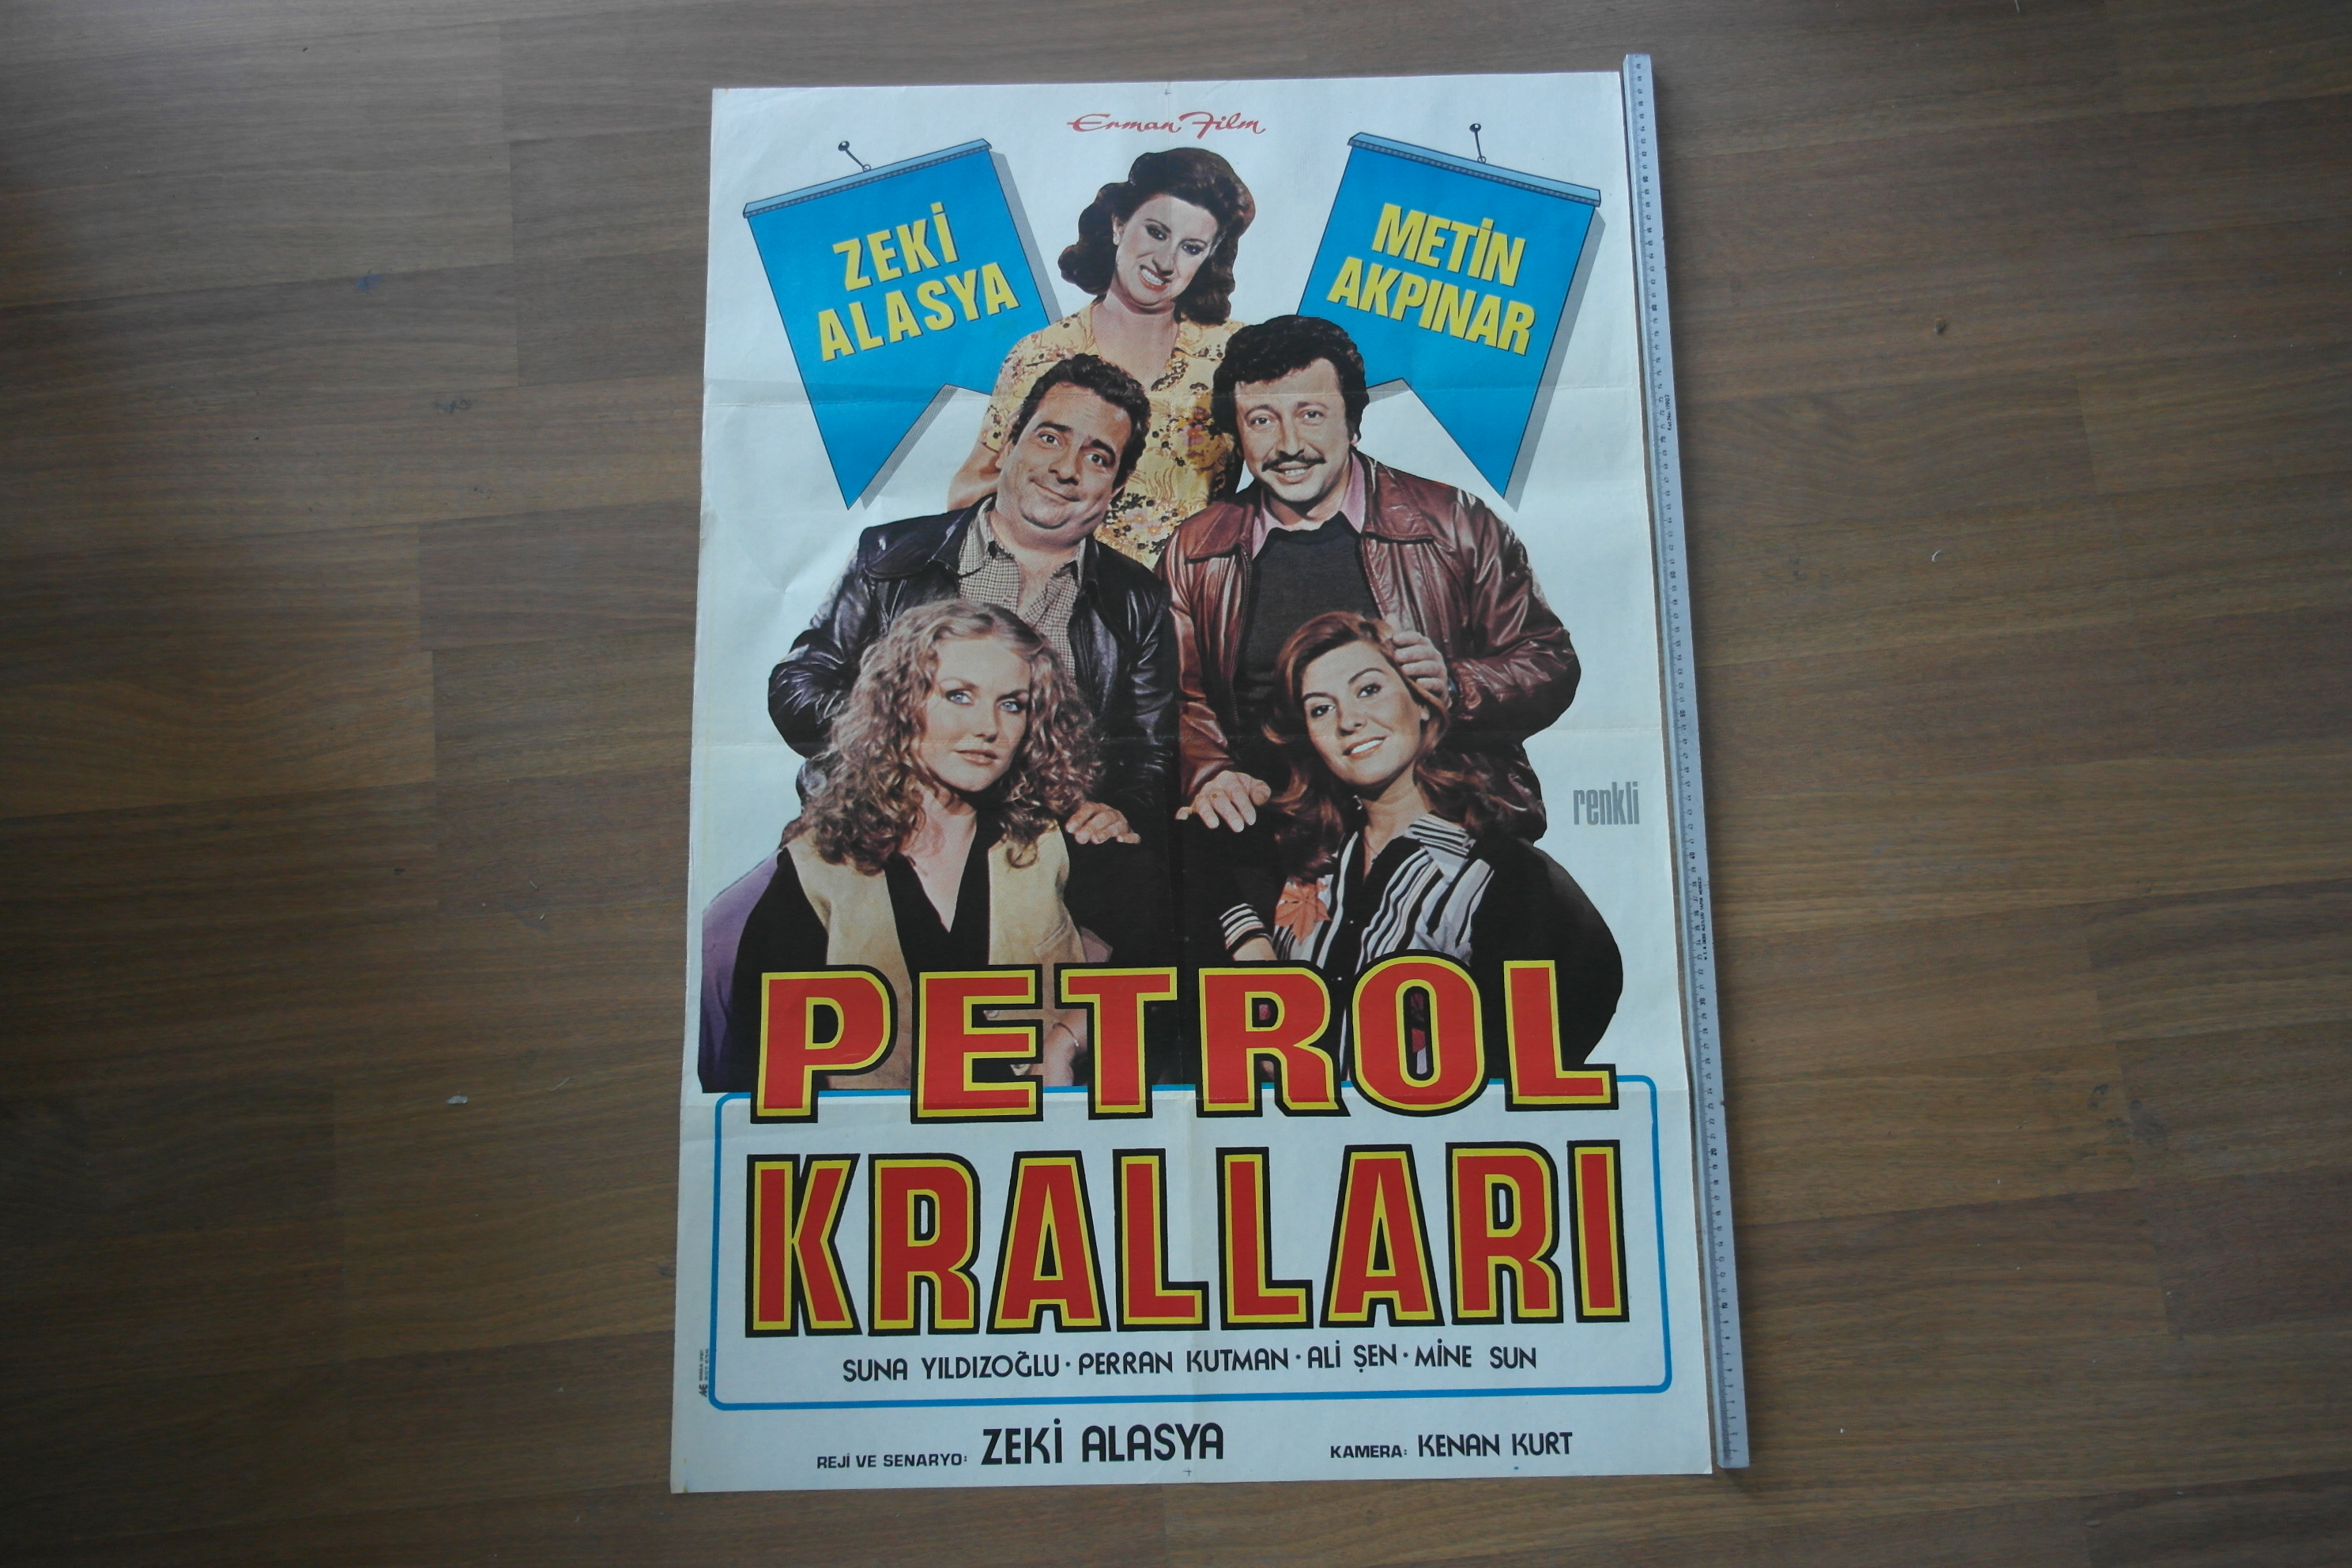 Erman Film
ZEKİ
ALASYA
METİN
AKPINAR
renkli
PETROL
KRALLARI
SUNA YILDIZOĞLU · PERRAN KUTMAN · ALİ ŞEN · MİNE SUN
REJİ VE SENARYO: ZEKİ ALASYA
KAMERA: KENAN KURT